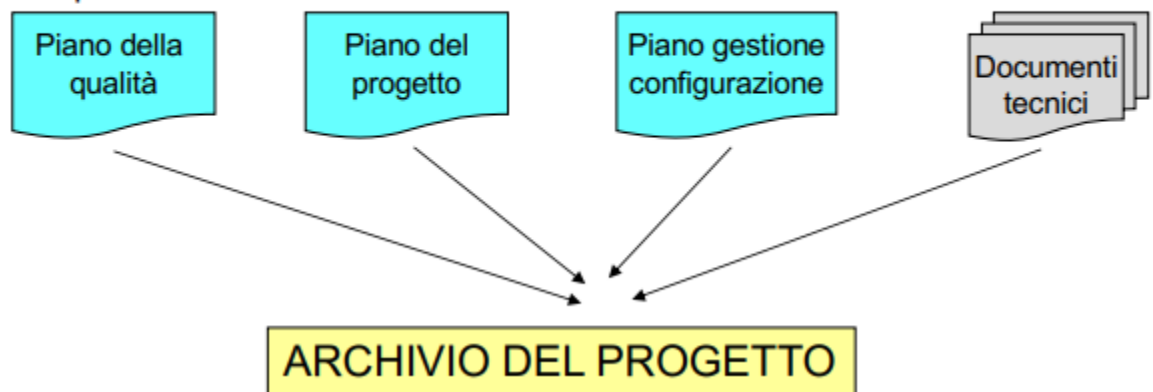 Piano della
qualità
Piano del
progetto
Piano gestione
configurazione
Documenti
tecnici
ARCHIVIO DEL PROGETTO